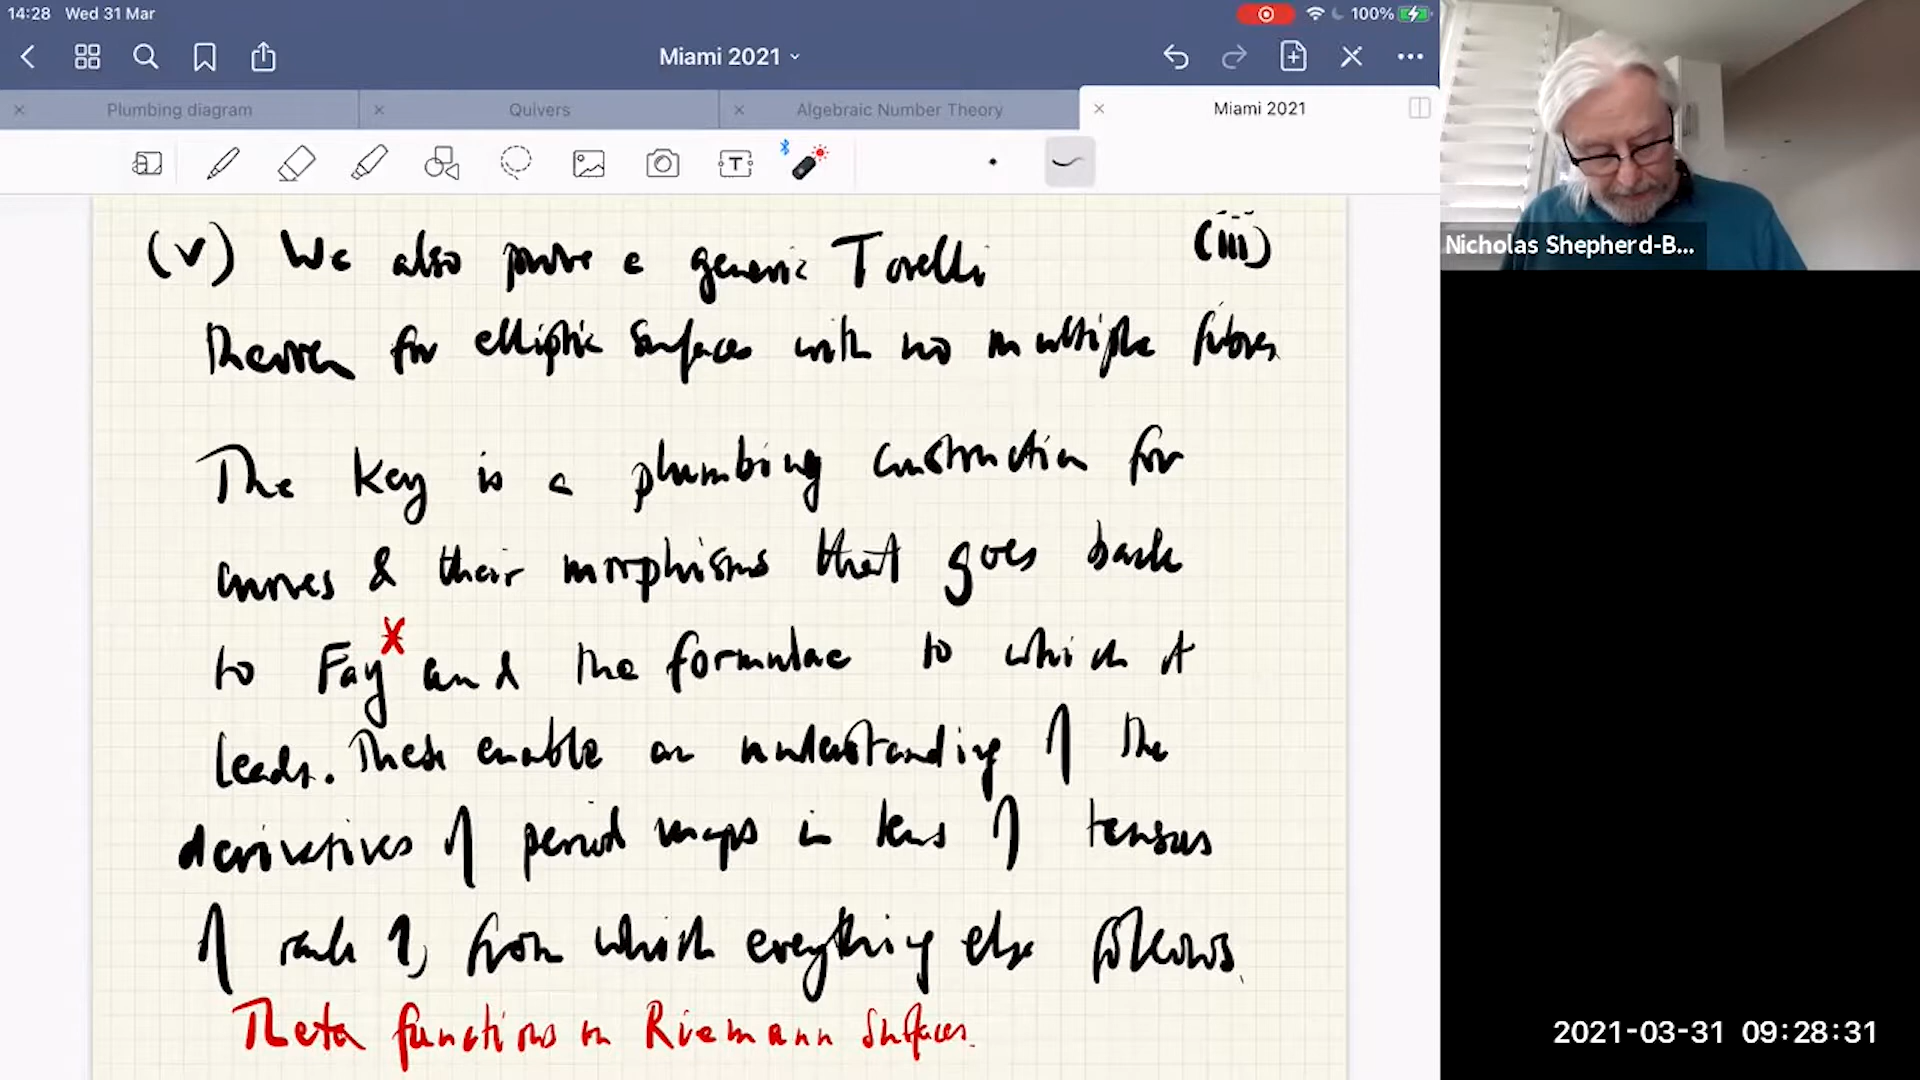 14:28 Wed 31 Mar
100%
Miami 2021
Plumbing diagram
Quivers
Algebraic Number Theory
Miami 2021
T
Nicholas Shepherd-B...
(iii)
(v) We also prove a generic Torelli
theorem for elliptic surfaces with no multiple fibres
The key is a plumbing construction for
curves & their morphisms that goes back
to Fay* and the formulae to which it
leads. These enable an understanding of the
derivatives of period maps in terms of tensors
of rank 1, from which everything else follows.
Theta functions on Riemann Surfaces.
2021-03-31 09:28:31